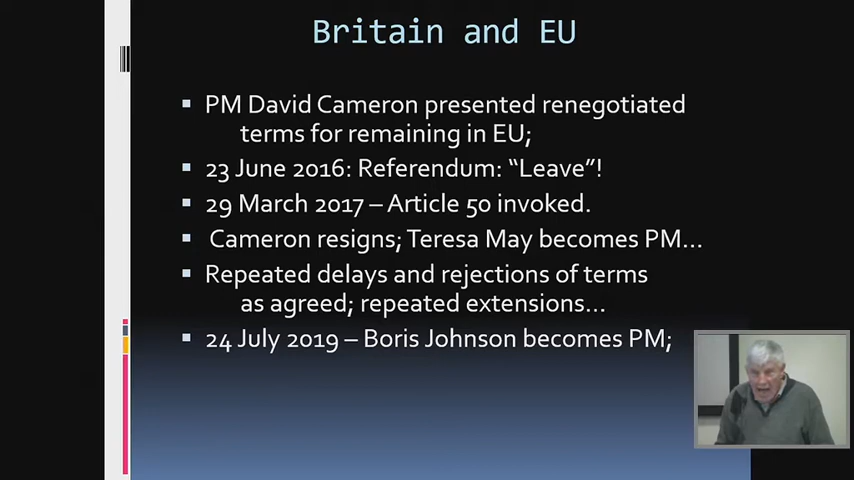 Britain and EU
▪ PM David Cameron presented renegotiated
terms for remaining in EU;
▪ 23 June 2016: Referendum: “Leave”!
▪ 29 March 2017 – Article 50 invoked.
▪ Cameron resigns; Teresa May becomes PM…
▪ Repeated delays and rejections of terms
as agreed; repeated extensions…
▪ 24 July 2019 – Boris Johnson becomes PM;